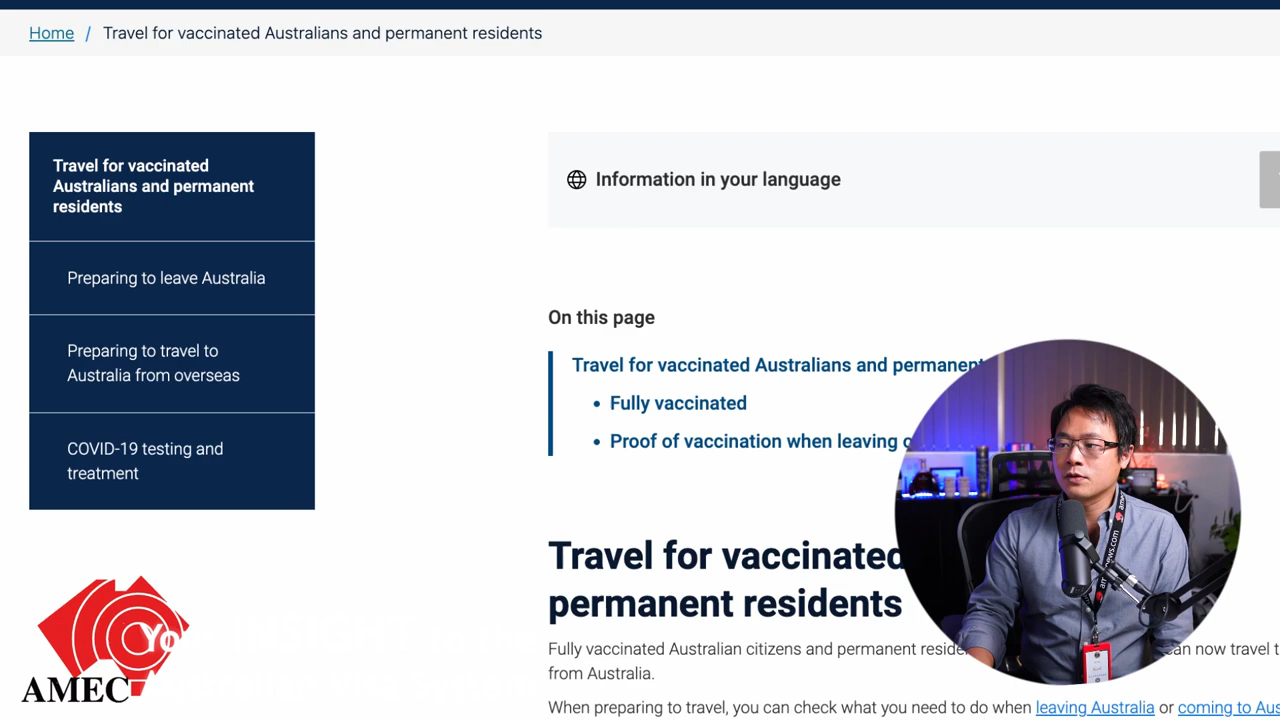 Home / Travel for vaccinated Australians and permanent residents
Travel for vaccinated
Australians and permanent
residents
Preparing to leave Australia
Preparing to travel to
Australia from overseas
COVID-19 testing and
treatment
Information in your language
On this page
Travel for vaccinated Australians and permanent
• Fully vaccinated
• Proof of vaccination when leaving o
Travel for vaccinated
permanent residents
Fully vaccinated Australian citizens and permanent reside can now travel t
from Australia.
When preparing to travel, you can check what you need to do when leaving Australia or coming to Aus
AMEC